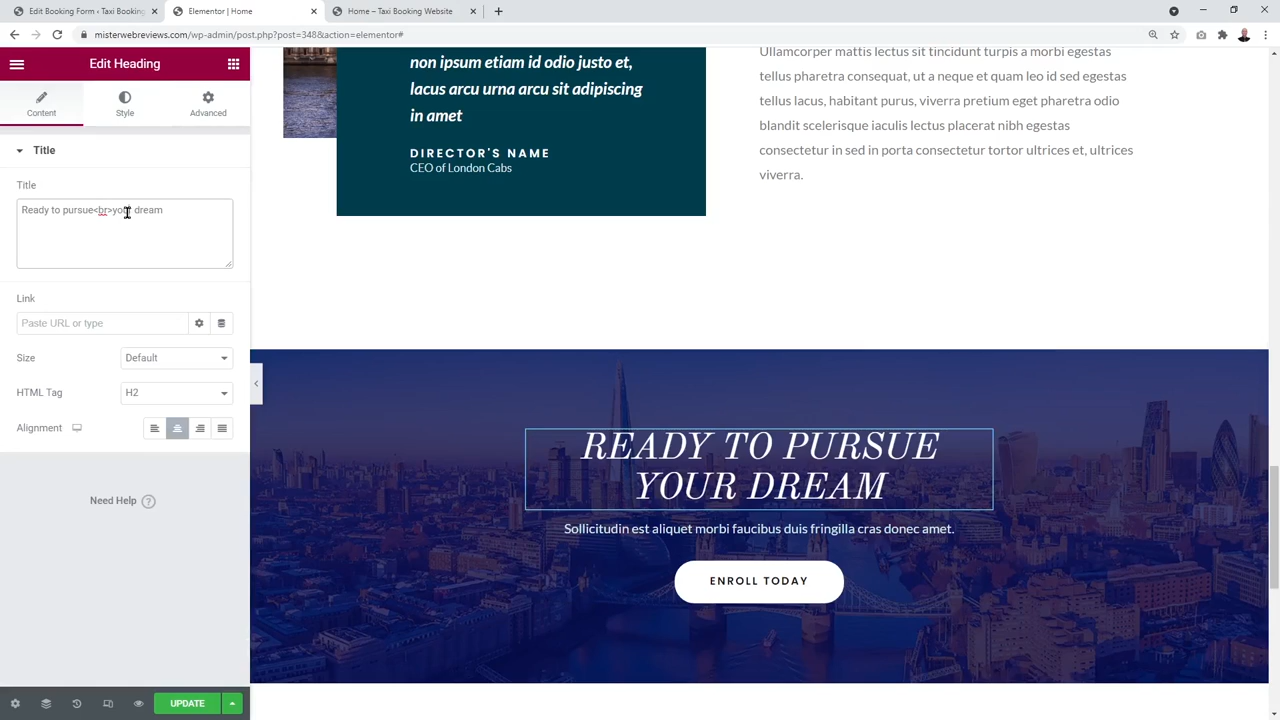 Edit Booking Form ‹ Taxi Booking
Elementor | Home
Home – Taxi Booking Website
misterwebreviews.com/wp-admin/post.php?post=348&action=elementor#
Edit Heading
Content
Style
Advanced
Title
Title
Ready to pursue<br>your dream
Link
Paste URL or type
Size
Default
HTML Tag
H2
Alignment
Need Help
UPDATE
non ipsum etiam id odio justo et,
lacus arcu urna arcu sit adipiscing
in amet
DIRECTOR'S NAME
CEO of London Cabs
Ullamcorper mattis lectus sit tincidunt turpis a morbi egestas
tellus pharetra consequat, ut a neque et quam leo id sed egestas
tellus lacus, habitant purus, viverra pretium eget pharetra odio
blandit scelerisque iaculis lectus placerat nibh egestas
consectetur in sed in porta consectetur tortor ultrices et, ultrices
viverra.
READY TO PURSUE
YOUR DREAM
Sollicitudin est aliquet morbi faucibus duis fringilla cras donec amet.
ENROLL TODAY